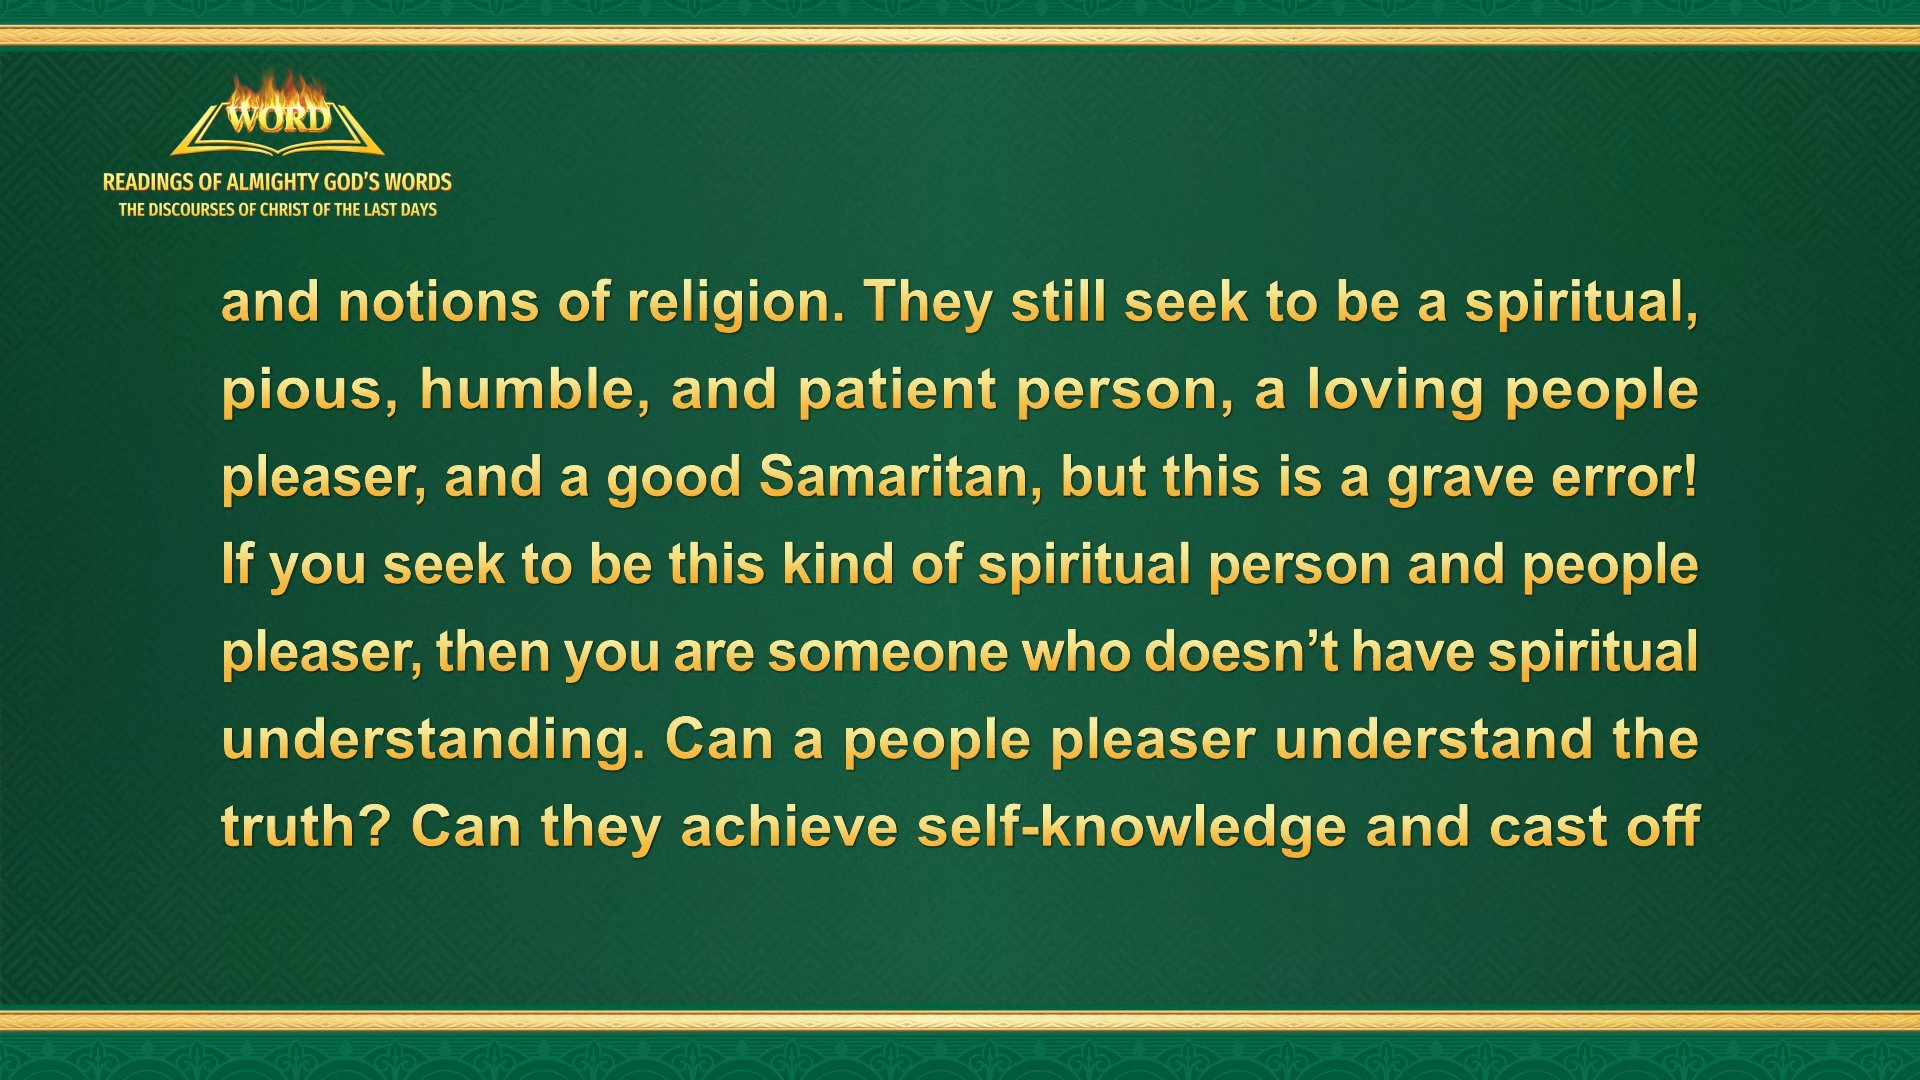 WORD
READINGS OF ALMIGHTY GOD’S WORDS
THE DISCOURSES OF CHRIST OF THE LAST DAYS
and notions of religion. They still seek to be a spiritual,
pious, humble, and patient person, a loving people
pleaser, and a good Samaritan, but this is a grave error!
If you seek to be this kind of spiritual person and people
pleaser, then you are someone who doesn’t have spiritual
understanding. Can a people pleaser understand the
truth? Can they achieve self-knowledge and cast off